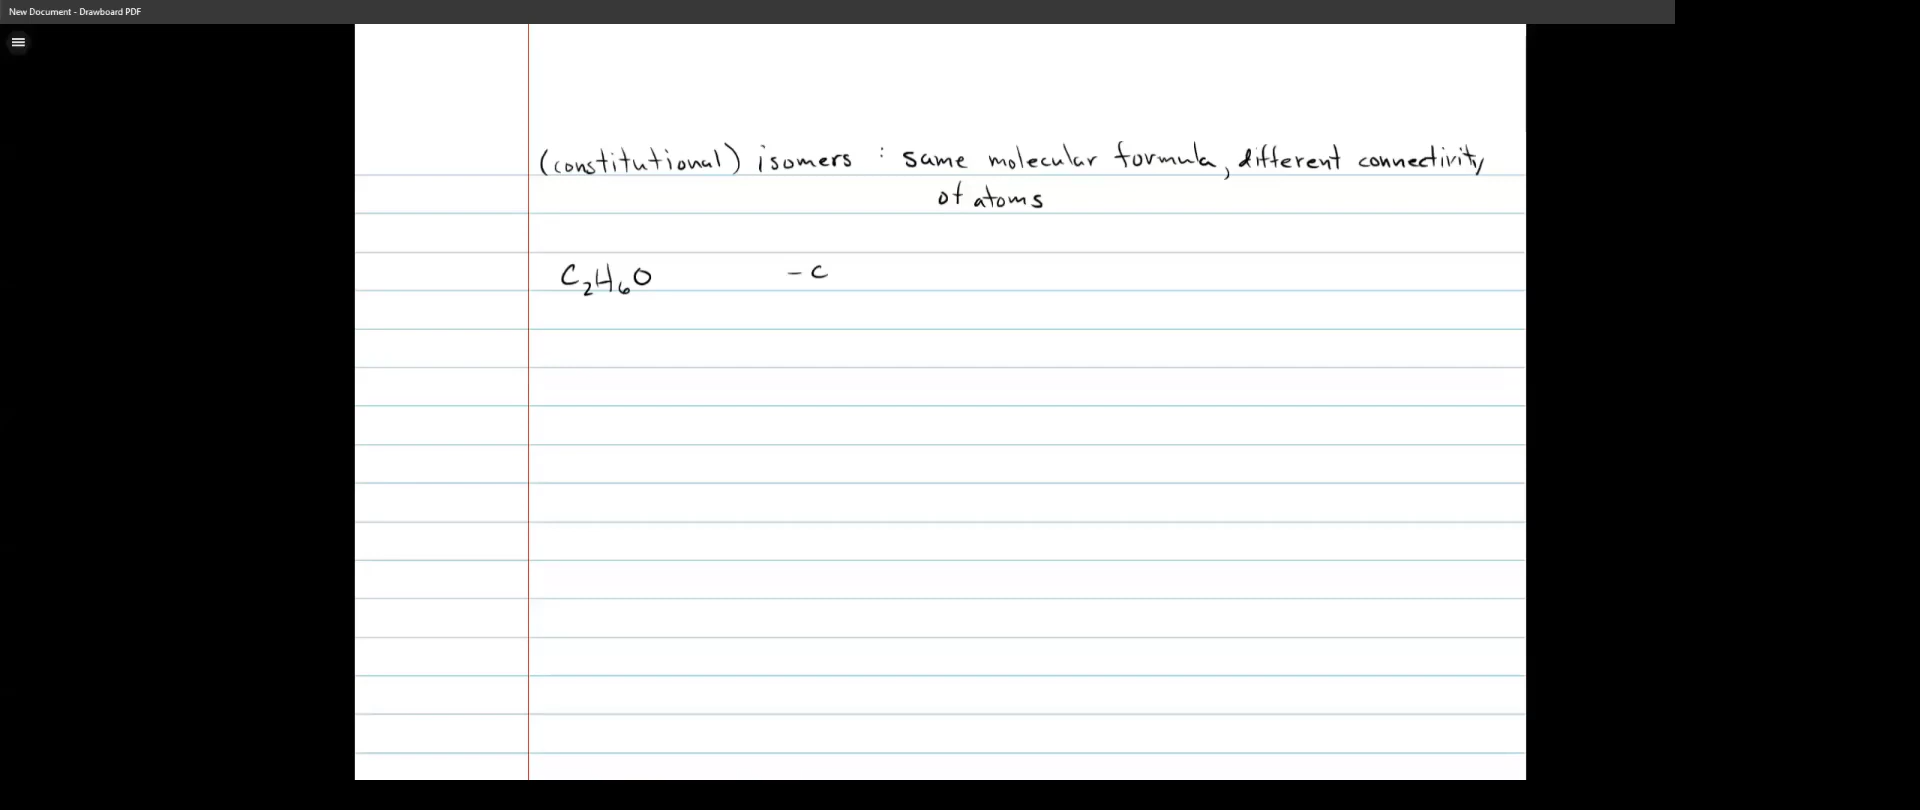 New Document - Drawboard PDF
(constitutional) isomers : same molecular formula, different connectivity
of atoms
C₂H₆O - C